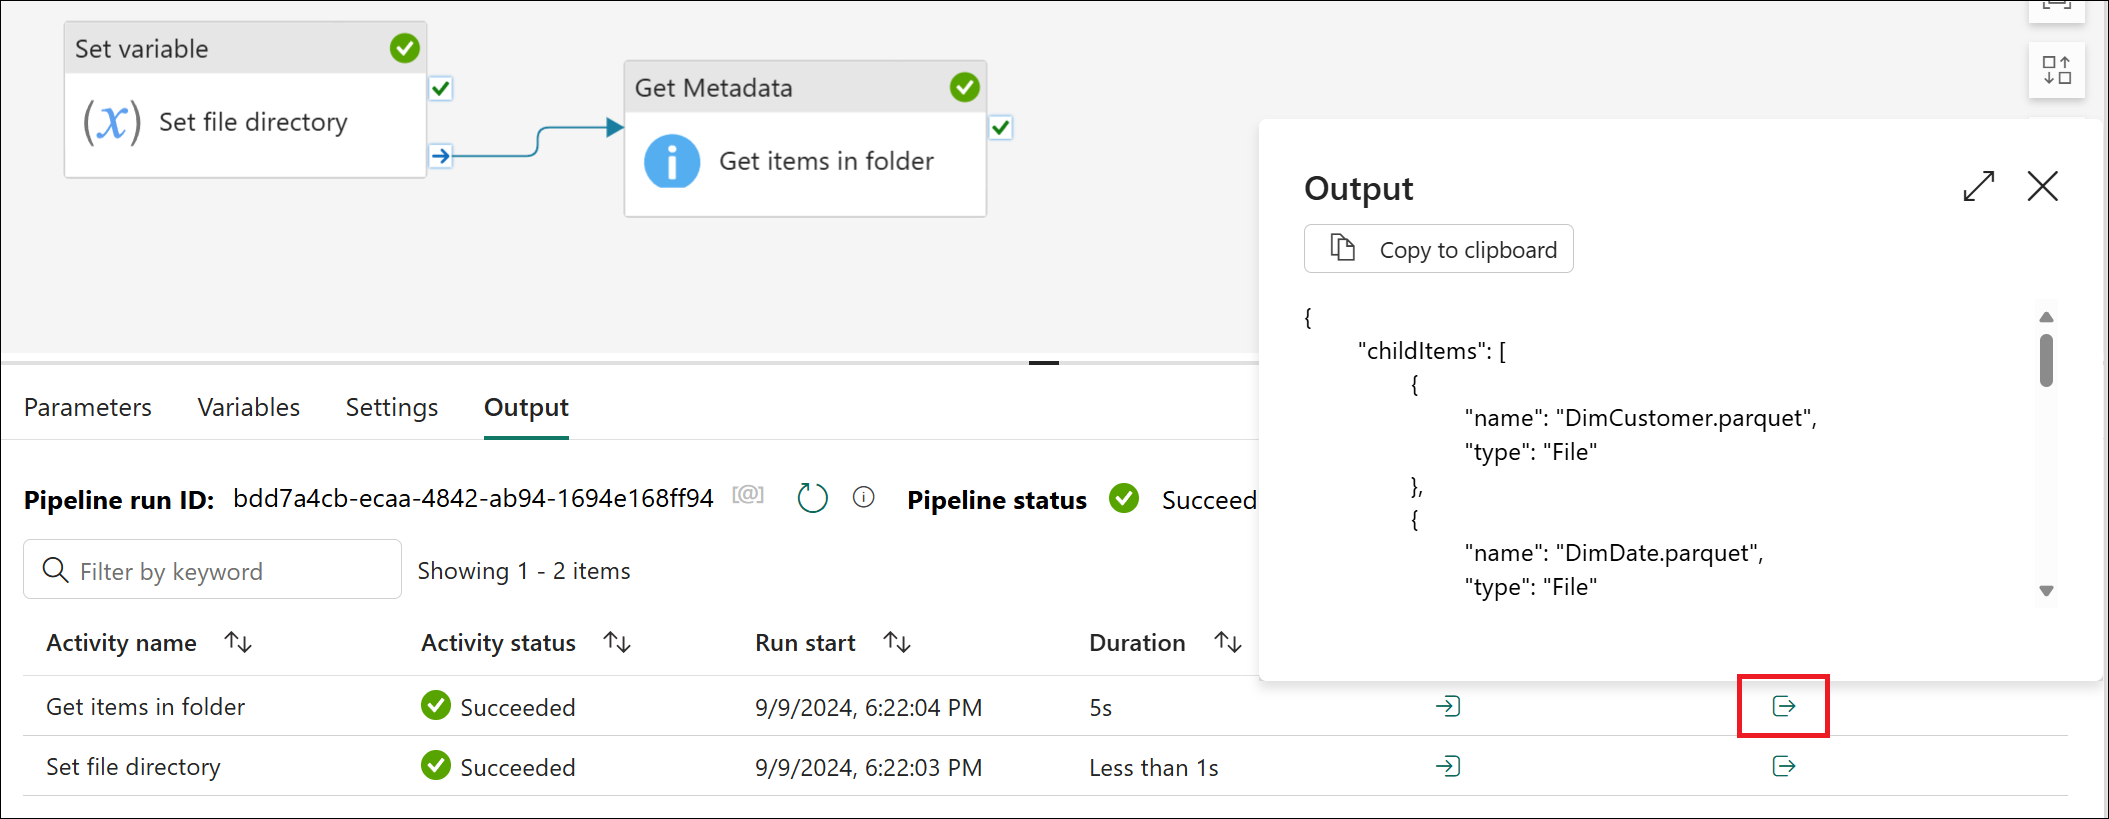 Set variable
(x) Set file directory
Get Metadata
i Get items in folder
Output
Copy to clipboard
{
"childItems": [
{
"name": "DimCustomer.parquet",
"type": "File"
},
{
"name": "DimDate.parquet",
"type": "File"
Parameters Variables Settings Output
Pipeline run ID: bdd7a4cb-ecaa-4842-ab94-1694e168ff94 [@] Pipeline status Succeed
Filter by keyword Showing 1 - 2 items
Activity name Activity status Run start Duration
Get items in folder Succeeded 9/9/2024, 6:22:04 PM 5s
Set file directory Succeeded 9/9/2024, 6:22:03 PM Less than 1s